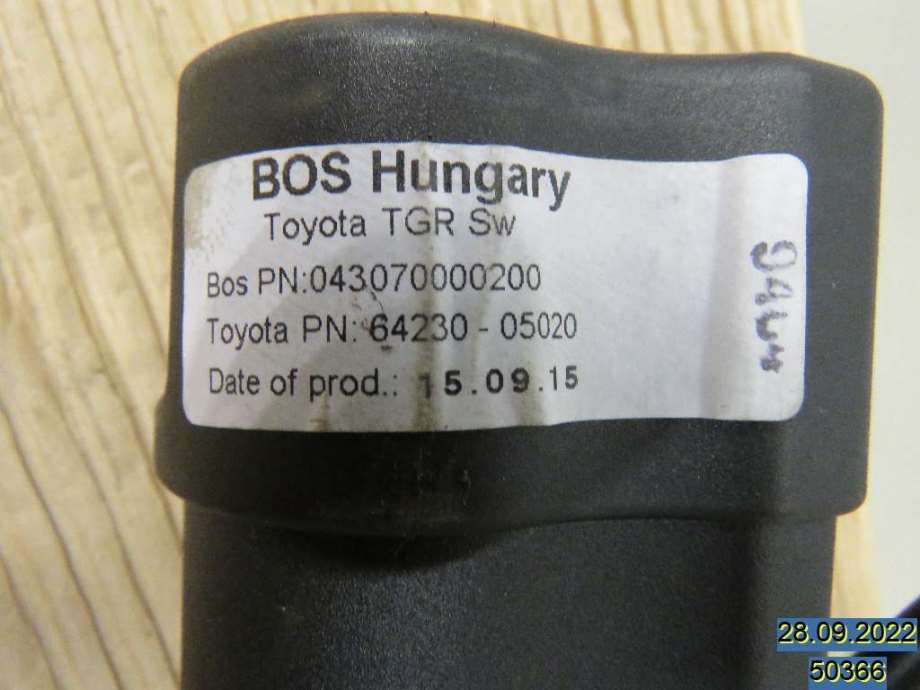 BOS Hungary
Toyota TGR Sw
Bos PN:043070000200
Toyota PN: 64230 - 05020
Date of prod.: 15.09.15
28.09.2022
50366